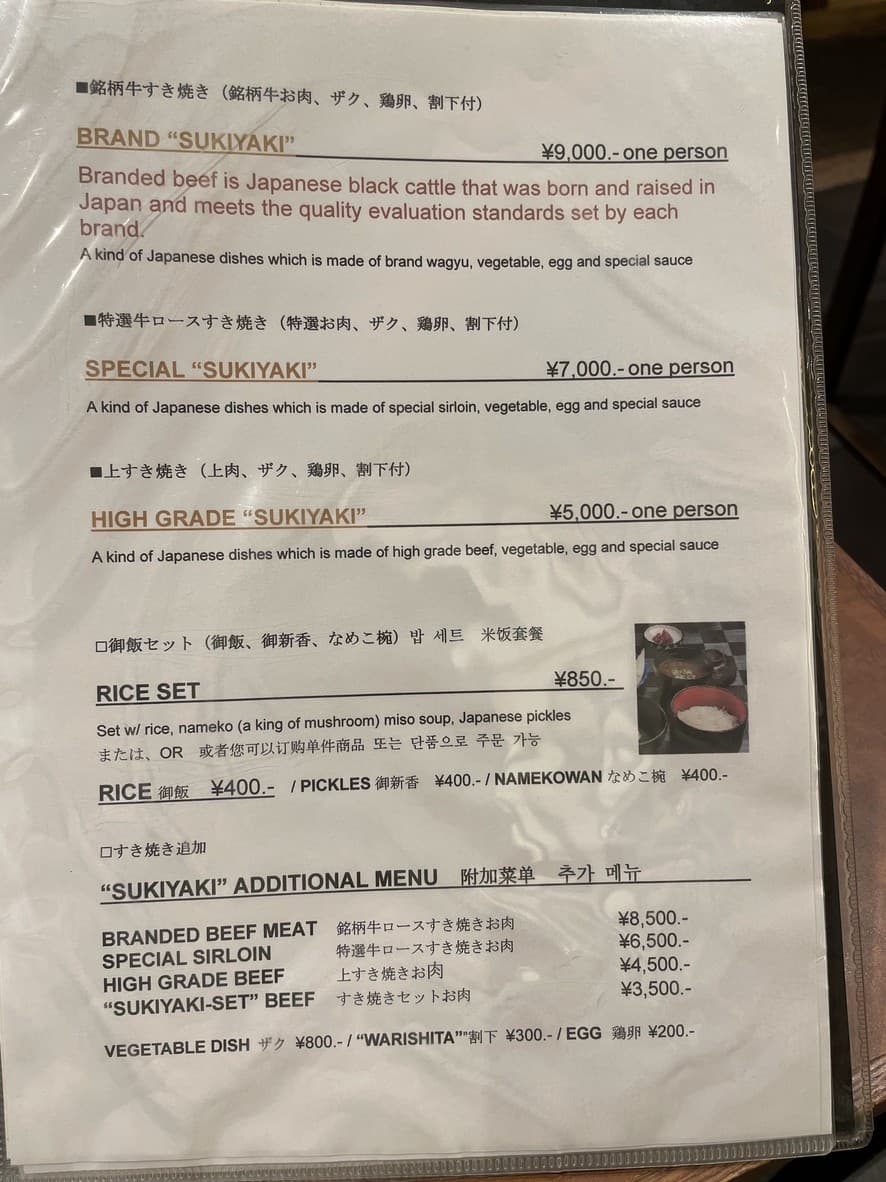 ■銘柄牛すき焼き（銘柄牛お肉、ザク、鶏卵、割下付）
BRAND “SUKIYAKI” ¥9,000.- one person
Branded beef is Japanese black cattle that was born and raised in
Japan and meets the quality evaluation standards set by each
brand.
A kind of Japanese dishes which is made of brand wagyu, vegetable, egg and special sauce
■特選牛ロースすき焼き（特選お肉、ザク、鶏卵、割下付）
SPECIAL “SUKIYAKI” ¥7,000.- one person
A kind of Japanese dishes which is made of special sirloin, vegetable, egg and special sauce
■上すき焼き（上肉、ザク、鶏卵、割下付）
HIGH GRADE “SUKIYAKI” ¥5,000.- one person
A kind of Japanese dishes which is made of high grade beef, vegetable, egg and special sauce
□御飯セット（御飯、御新香、なめこ椀）밥 세트 米饭套餐
RICE SET ¥850.-
Set w/ rice, nameko (a king of mushroom) miso soup, Japanese pickles
または、OR 或者您可以订购单件商品 또는 단품으로 주문 가능
RICE 御飯 ¥400.- / PICKLES 御新香 ¥400.- / NAMEKOWAN なめこ椀 ¥400.-
□すき焼き追加
“SUKIYAKI” ADDITIONAL MENU 附加菜单 추가 메뉴
BRANDED BEEF MEAT 銘柄牛ロースすき焼きお肉 ¥8,500.-
SPECIAL SIRLOIN 特選牛ロースすき焼きお肉 ¥6,500.-
HIGH GRADE BEEF 上すき焼きお肉 ¥4,500.-
“SUKIYAKI-SET” BEEF すき焼きセットお肉 ¥3,500.-
VEGETABLE DISH ザク ¥800.- / “WARISHITA”"割下 ¥300.- / EGG 鶏卵 ¥200.-